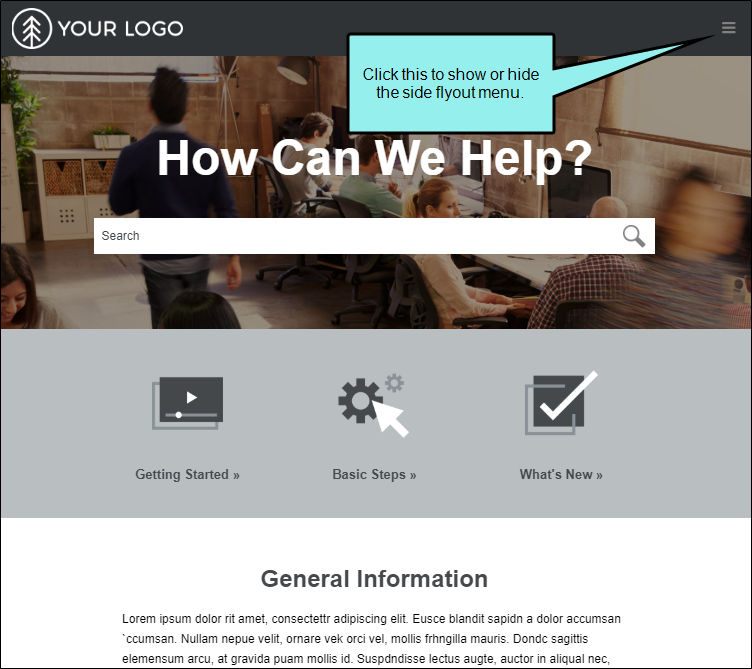 YOUR LOGO
Click this to show or hide
the side flyout menu.
How Can We Help?
Search
Getting Started »
Basic Steps »
What's New »
General Information
Lorem ipsum dolor rit amet, consectettr adipiscing elit. Eusce blandit sapidn a dolor accumsan
`ccumsan. Nullam nepue velit, ornare vek orci vel, mollis frhngilla mauris. Dondc sagittis
elemensum arcu, at gravida puam mollis id. Suspdndisse lectus augte, auctor in aliqual nec,